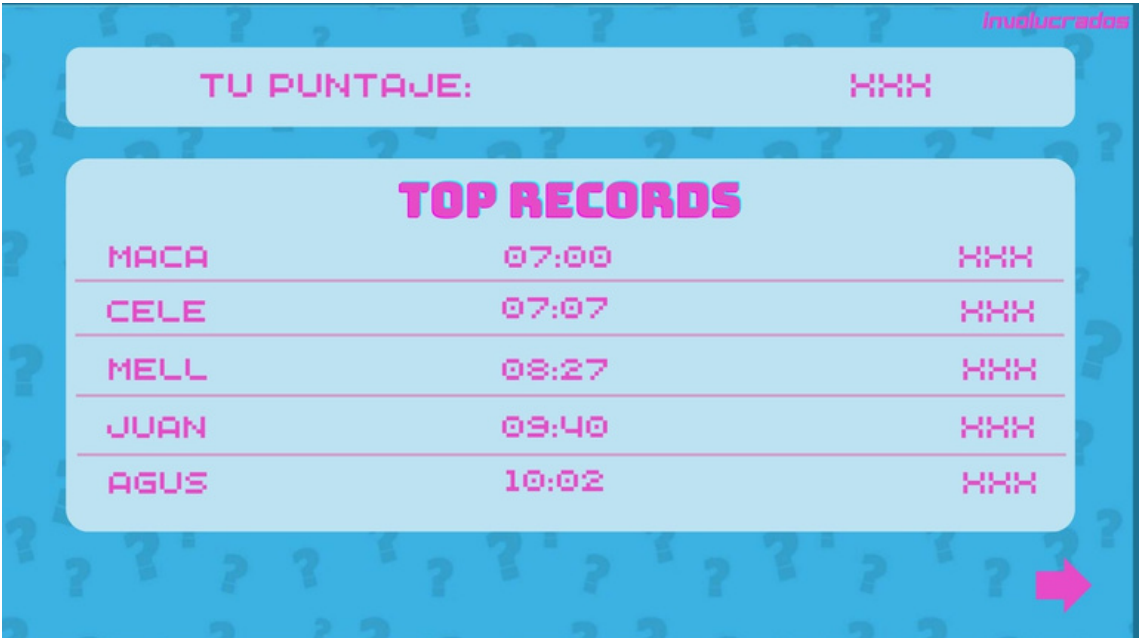 involucrados
TU PUNTAJE: XXX
TOP RECORDS
MACA 07:00 XXX
CELE 07:07 XXX
MELL 08:27 XXX
JUAN 09:40 XXX
AGUS 10:02 XXX